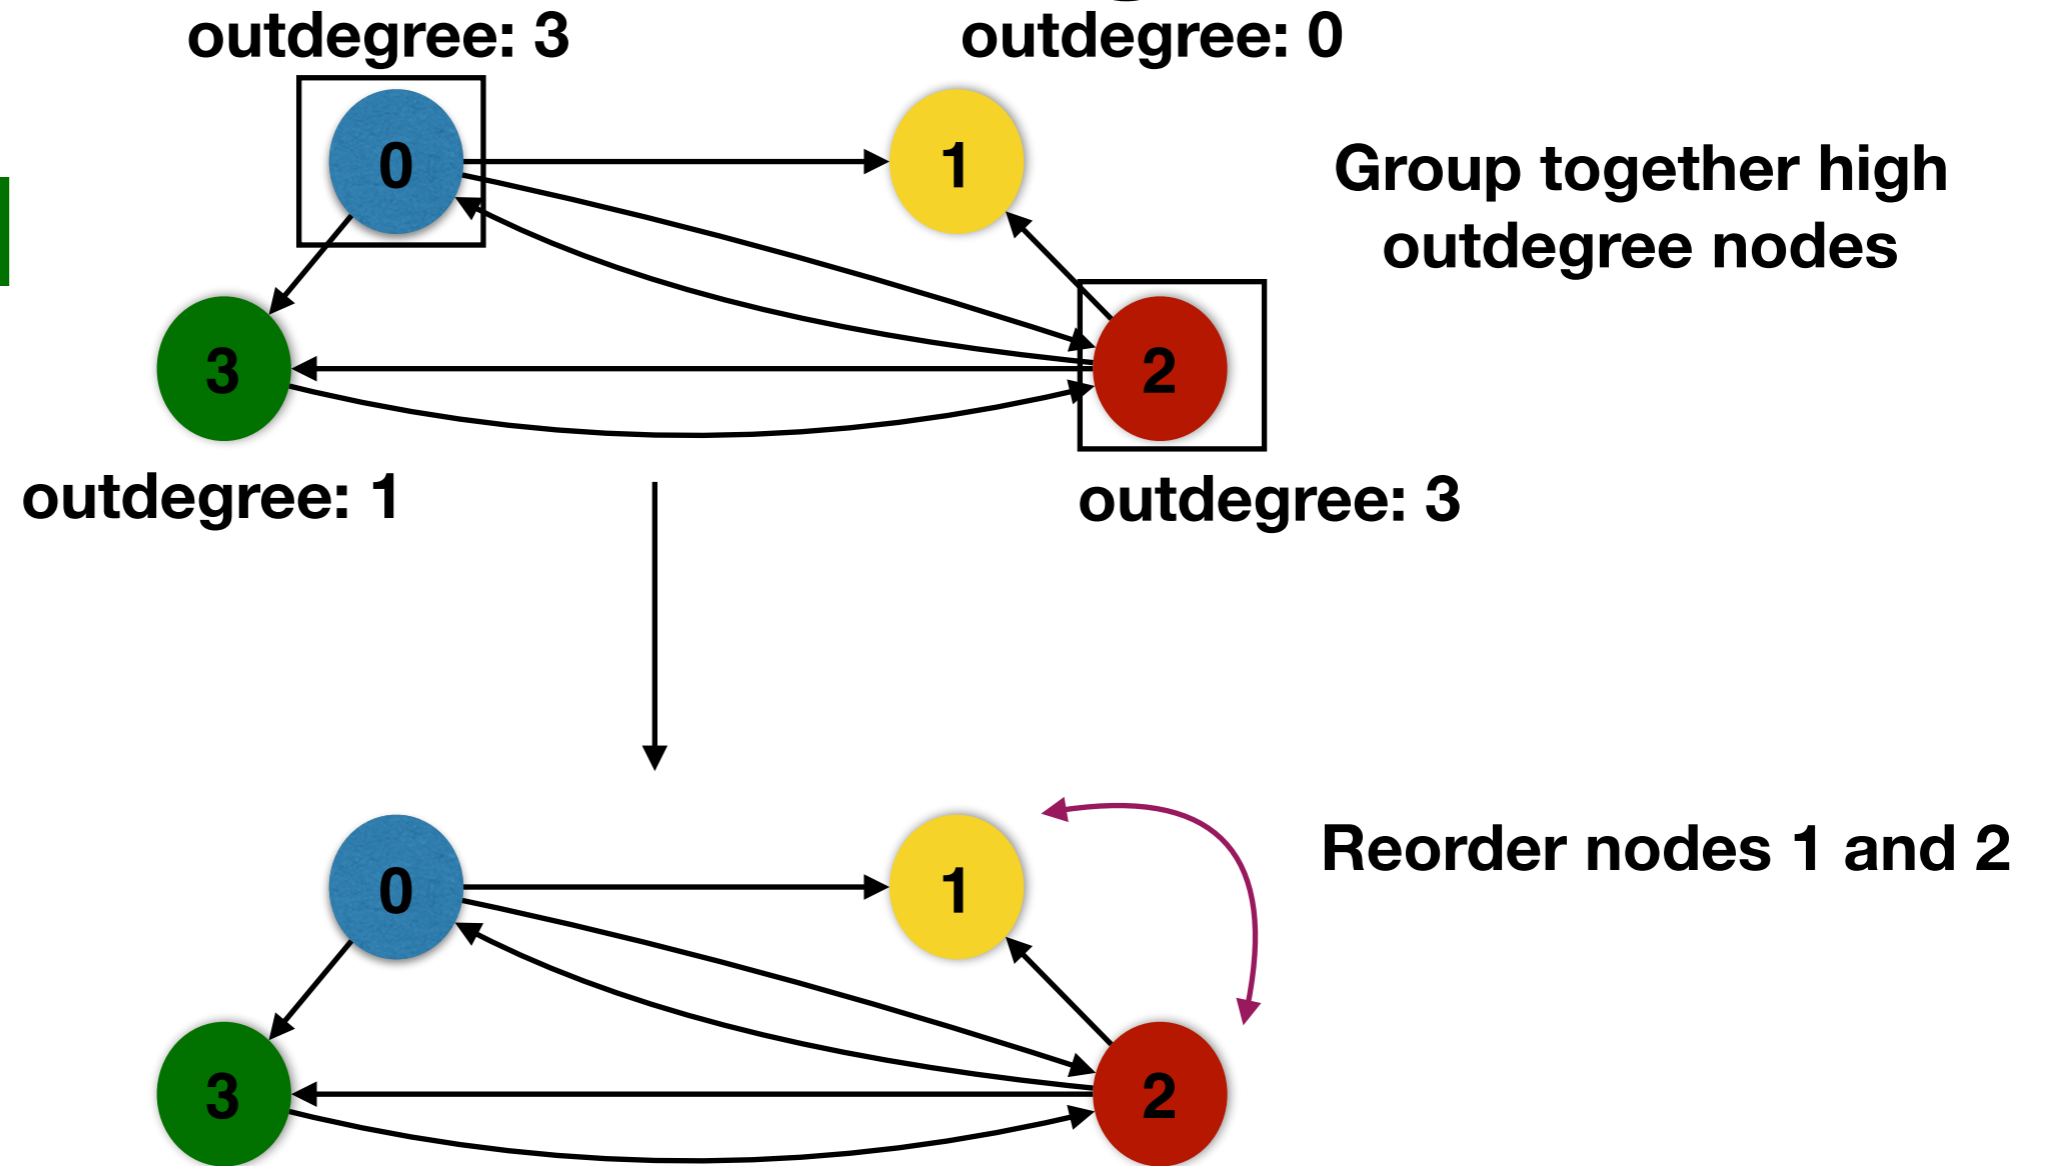 outdegree: 3
outdegree: 0
0
1
Group together high
outdegree nodes
3
2
outdegree: 1
outdegree: 3
0
1
Reorder nodes 1 and 2
3
2